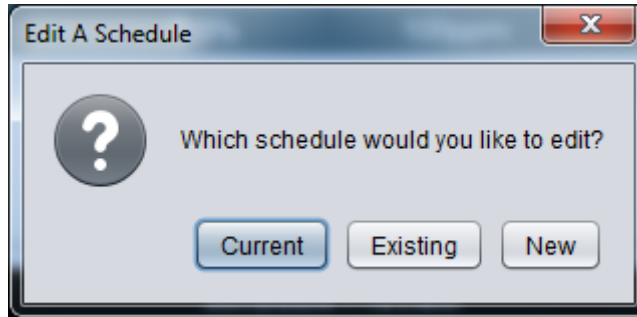 Edit A Schedule
Which schedule would you like to edit?
Current Existing New